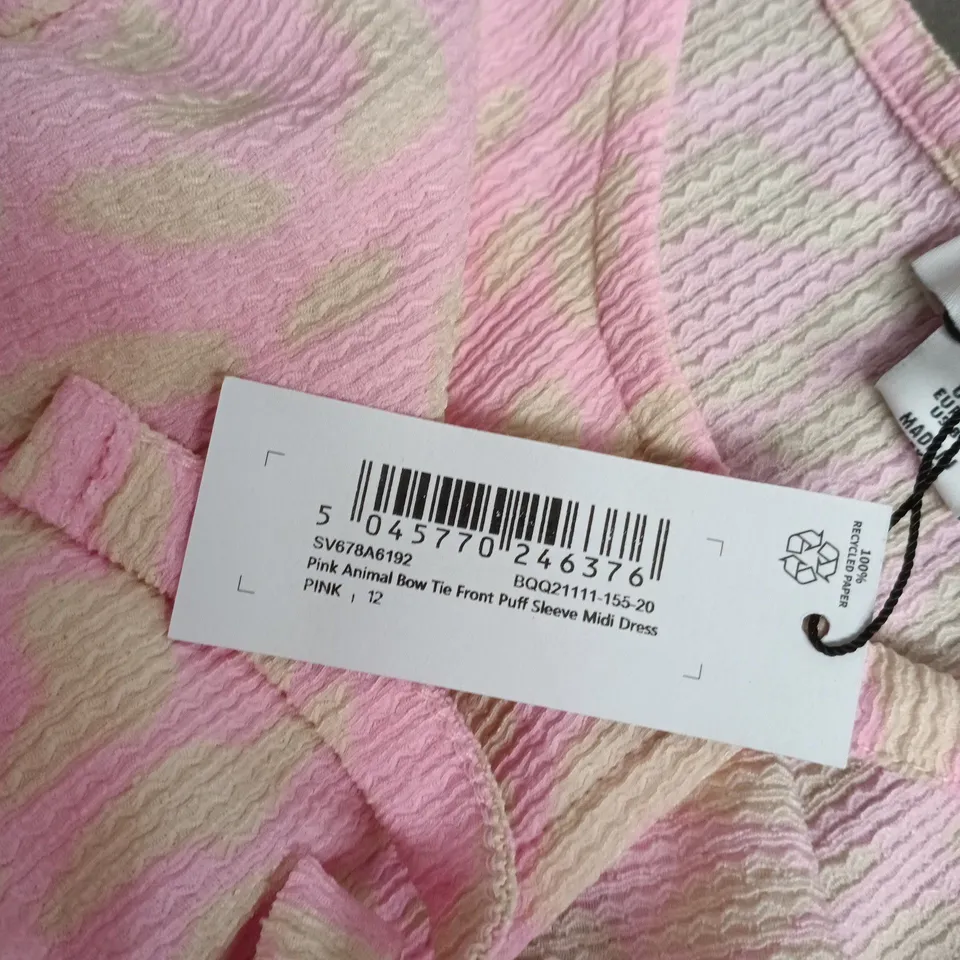 5 045770 246376
SV678A6192 BQQ21111-155-20
Pink Animal Bow Tie Front Puff Sleeve Midi Dress
PINK , 12
100%
RECYCLED PAPER